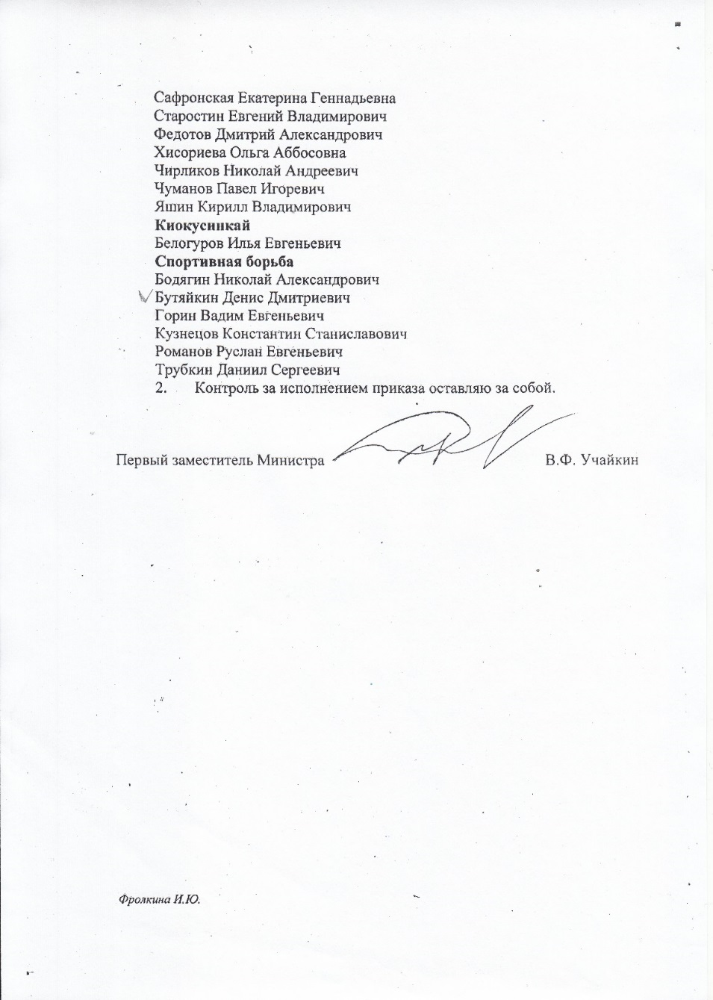 Сафронская Екатерина Геннадьевна
Старостин Евгений Владимирович
Федотов Дмитрий Александрович
Хисориева Ольга Аббосовна
Чирликов Николай Андреевич
Чуманов Павел Игоревич
Яшин Кирилл Владимирович
Киокусинкай
Белогуров Илья Евгеньевич
Спортивная борьба
Бодягин Николай Александрович
Бутяйкин Денис Дмитриевич
Горин Вадим Евгеньевич
Кузнецов Константин Станиславович
Романов Руслан Евгеньевич
Трубкин Даниил Сергеевич
2. Контроль за исполнением приказа оставляю за собой.
Первый заместитель Министра В.Ф. Учайкин
Фролкина И.Ю.